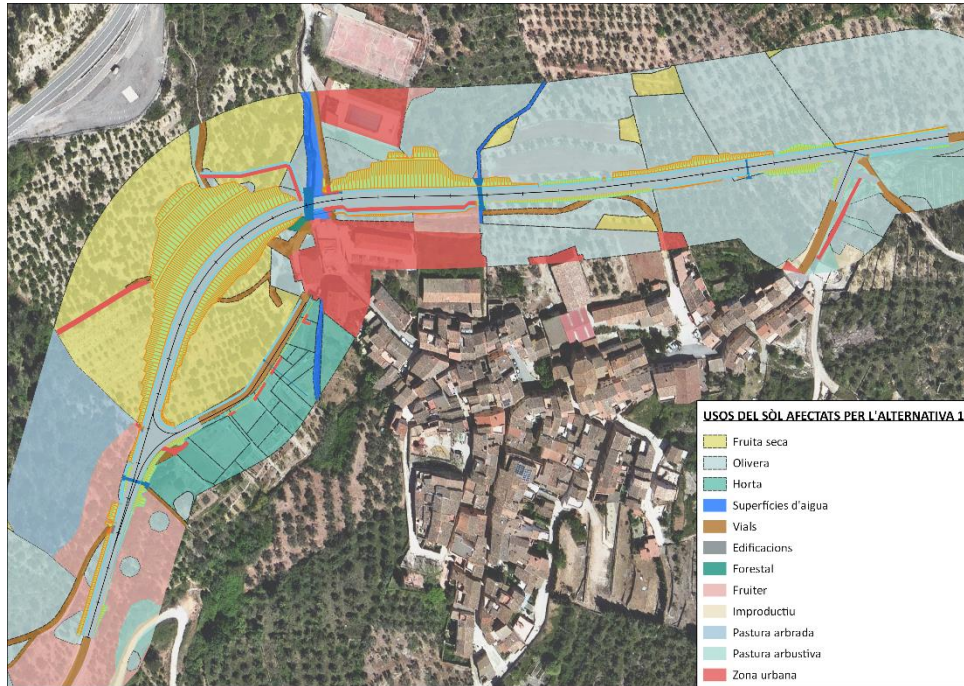 USOS DEL SÒL AFECTATS PER L'ALTERNATIVA 1
Fruita seca
Olivera
Horta
Superfícies d'aigua
Vials
Edificacions
Forestal
Fruiter
Improductiu
Pastura arbrada
Pastura arbustiva
Zona urbana